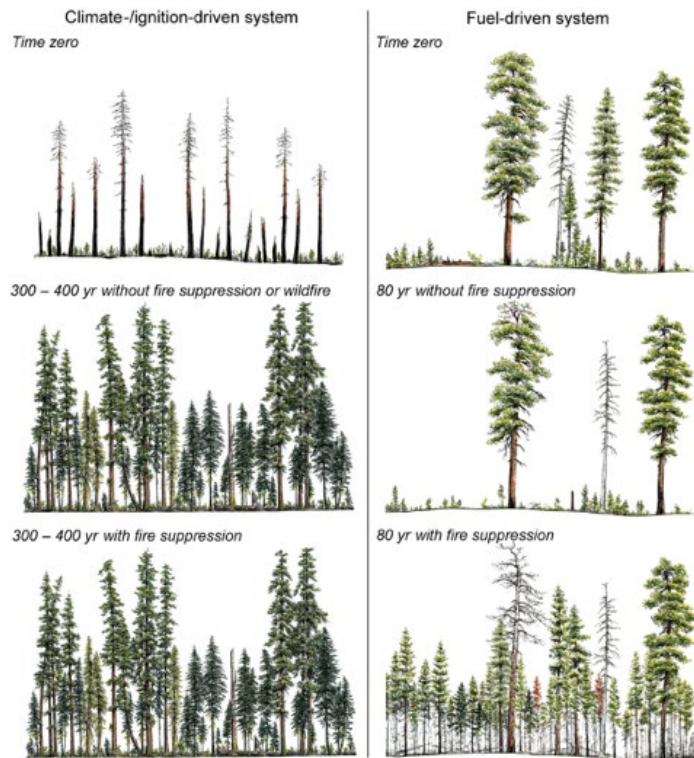 Climate-/ignition-driven system
Time zero
300 – 400 yr without fire suppression or wildfire
300 – 400 yr with fire suppression
Fuel-driven system
Time zero
80 yr without fire suppression
80 yr with fire suppression